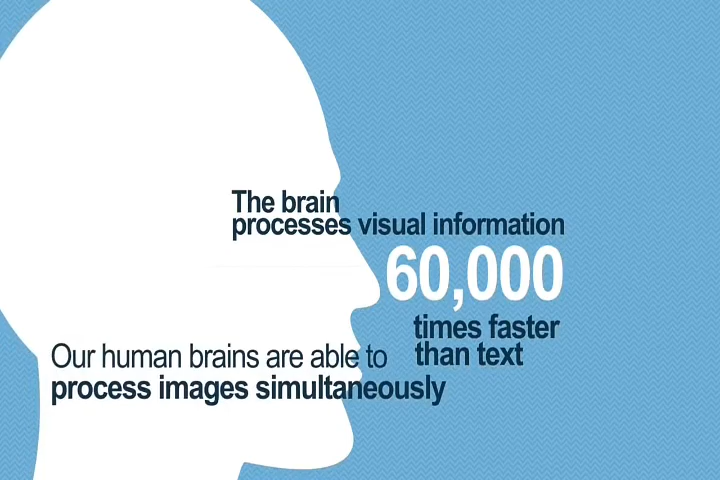 The brain
processes visual information
60,000
times faster
than text
Our human brains are able to
process images simultaneously